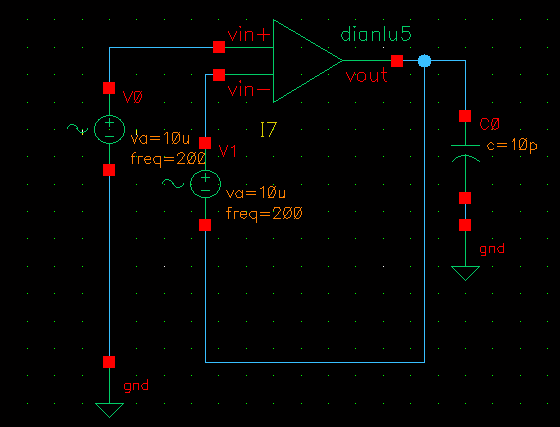 vin+
dianlu5
vout
vin-
V0
I7
C0
va=10u
c=10p
freq=200
V1
va=10u
freq=200
gnd
gnd